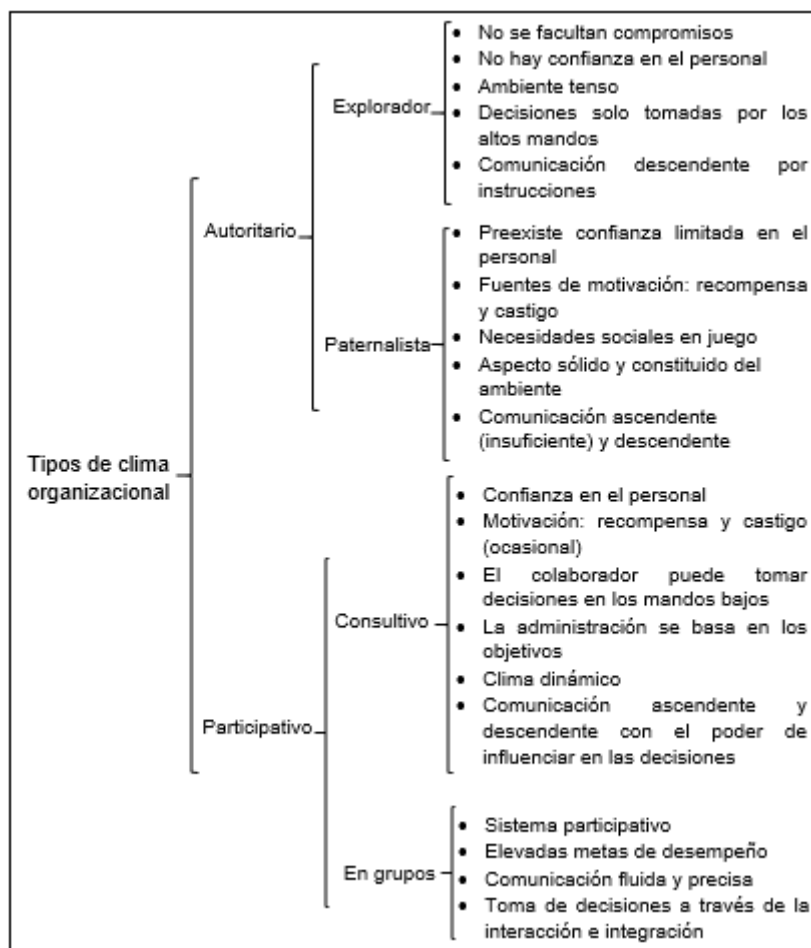 Tipos de clima
organizacional
Autoritario
Explorador
• No se facultan compromisos
• No hay confianza en el personal
• Ambiente tenso
• Decisiones solo tomadas por los
altos mandos
• Comunicación descendente por
instrucciones
Paternalista
• Preexiste confianza limitada en el
personal
• Fuentes de motivación: recompensa
y castigo
• Necesidades sociales en juego
• Aspecto sólido y constituido del
ambiente
• Comunicación ascendente
(insuficiente) y descendente
Participativo
Consultivo
• Confianza en el personal
• Motivación: recompensa y castigo
(ocasional)
• El colaborador puede tomar
decisiones en los mandos bajos
• La administración se basa en los
objetivos
• Clima dinámico
• Comunicación ascendente y
descendente con el poder de
influenciar en las decisiones
En grupos
• Sistema participativo
• Elevadas metas de desempeño
• Comunicación fluida y precisa
• Toma de decisiones a través de la
interacción e integración